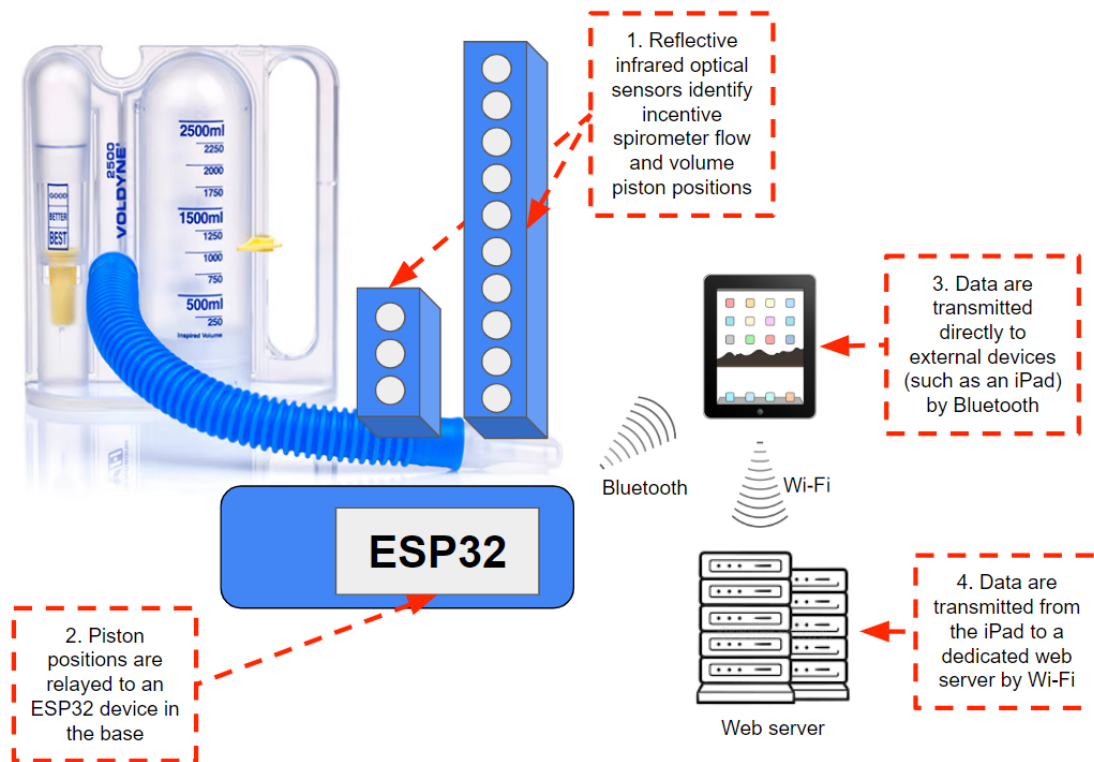 1. Reflective
infrared optical
sensors identify
incentive
spirometer flow
and volume
piston positions
2500ml
2250
2000
1750
1500ml
1250
1000
750
500ml
250
Inspired Volume
VOLDYNE 2500
GOOD
BETTER
BEST
3. Data are
transmitted
directly to
external devices
(such as an iPad)
by Bluetooth
Bluetooth
Wi-Fi
ESP32
2. Piston
positions are
relayed to an
ESP32 device in
the base
4. Data are
transmitted from
the iPad to a
dedicated web
server by Wi-Fi
Web server